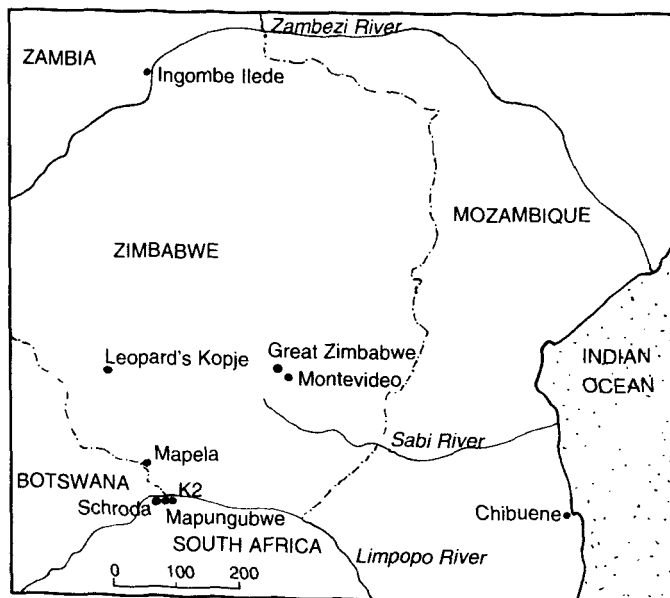 Zambezi River
ZAMBIA
Ingombe Ilede
MOZAMBIQUE
ZIMBABWE
Great Zimbabwe
Leopard's Kopje
Montevideo
INDIAN
OCEAN
Sabi River
Mapela
BOTSWANA
K2
Schroda
Mapungubwe
Chibuene
SOUTH AFRICA
Limpopo River
0 100 200